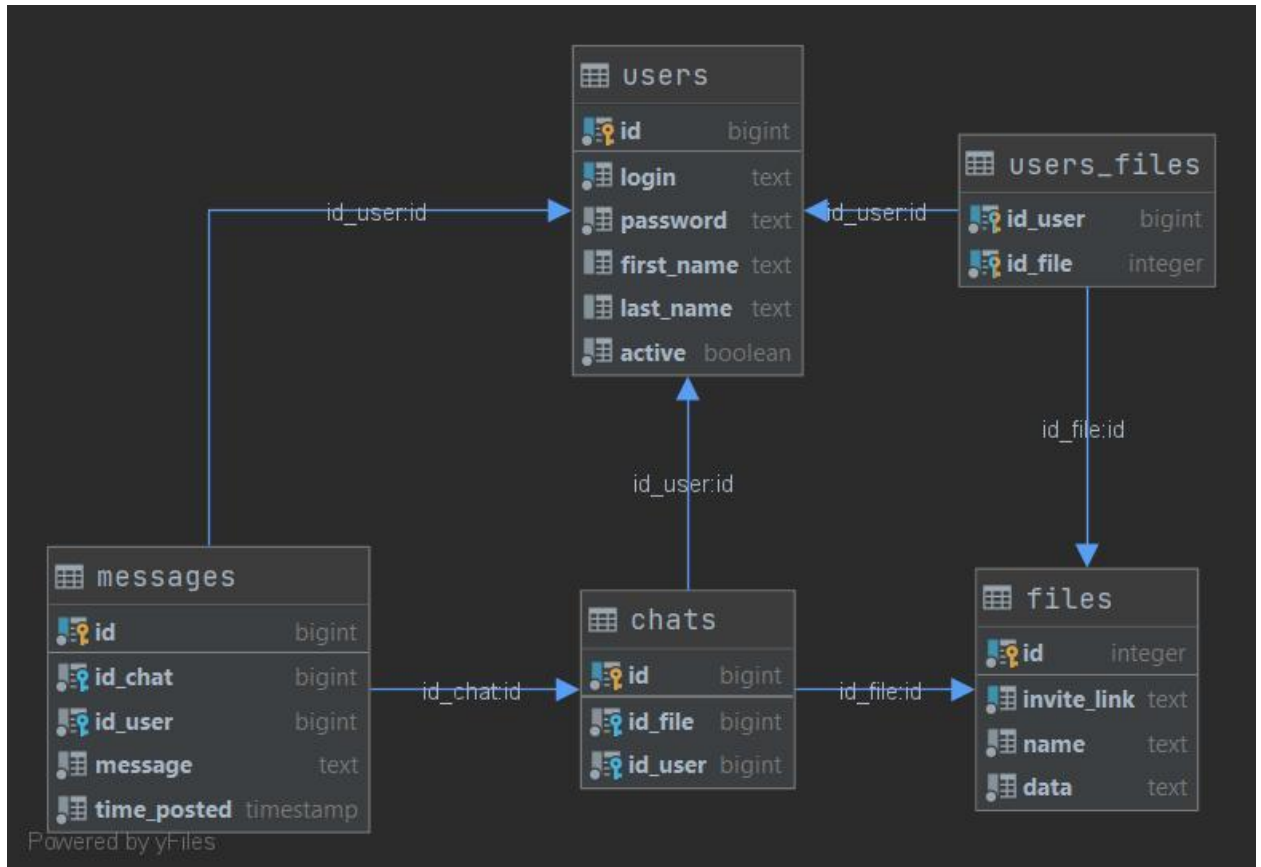 users
id bigint
login text
password text
first_name text
last_name text
active boolean
users_files
id_user bigint
id_file integer
id_user:id
id_user:id
id_file:id
id_user:id
messages
id bigint
id_chat bigint
id_user bigint
message text
time_posted timestamp
id_chat:id
chats
id bigint
id_file bigint
id_user bigint
id_file:id
files
id integer
invite_link text
name text
data text
Powered by yFiles